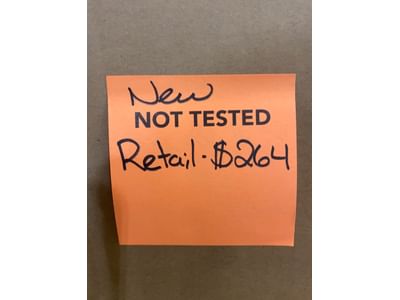 New
NOT TESTED
Retail - $264